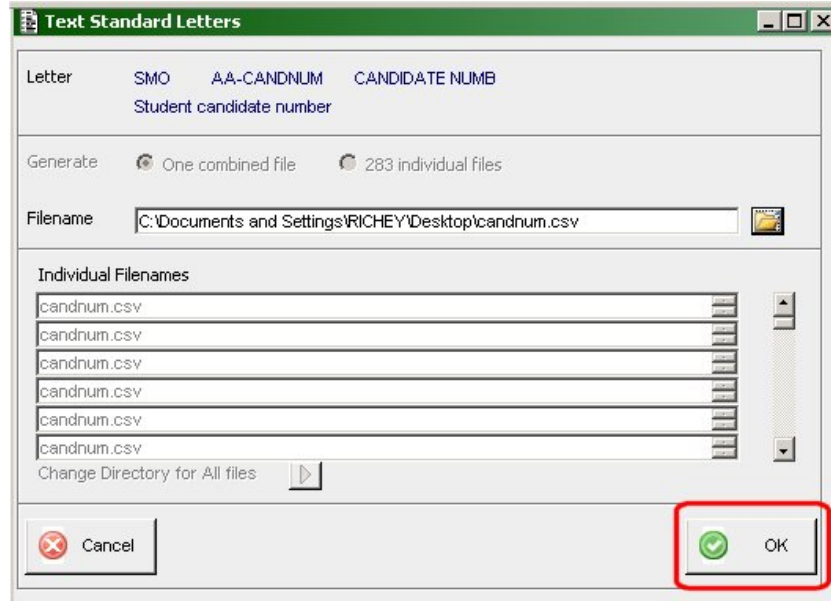 Text Standard Letters
Letter SMO AA-CANDNUM CANDIDATE NUMB
Student candidate number
Generate One combined file 283 individual files
Filename C:\Documents and Settings\RICHEY\Desktop\candnum.csv
Individual Filenames
candnum.csv
candnum.csv
candnum.csv
candnum.csv
candnum.csv
candnum.csv
Change Directory for All files
Cancel OK